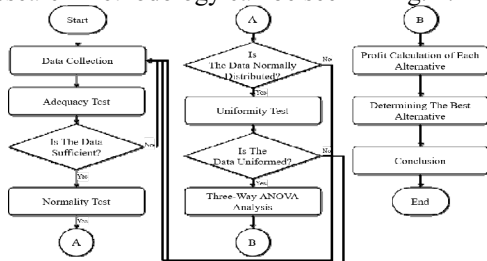 Start
Data Collection
Adequacy Test
Is The Data
Sufficient?
No
Yes
Normality Test
Yes
A
A
Is
The Data Normally
Distributed?
No
Yes
Uniformity Test
Is The
Data Uniformed?
No
Yes
Three-Way ANOVA
Analysis
B
B
Profit Calculation of Each
Alternative
Determining The Best
Alternative
Conclusion
End